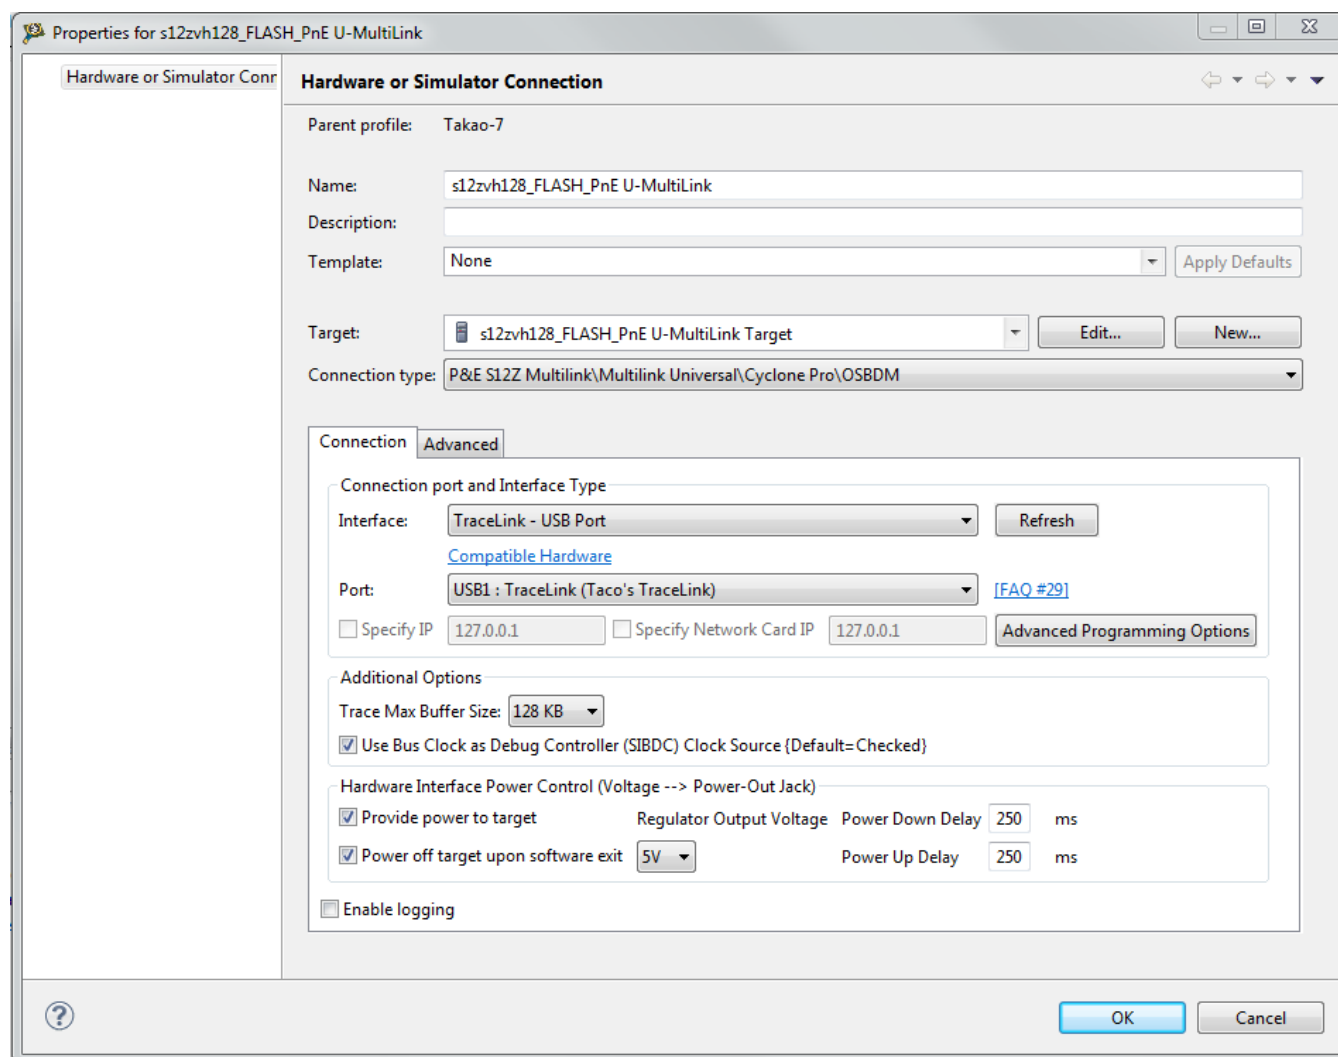 Properties for s12zvh128_FLASH_PnE U-MultiLink
Hardware or Simulator Conn
Hardware or Simulator Connection
Parent profile: Takao-7
Name: s12zvh128_FLASH_PnE U-MultiLink
Description:
Template: None Apply Defaults
Target: s12zvh128_FLASH_PnE U-MultiLink Target Edit... New...
Connection type: P&E S12Z Multilink\Multilink Universal\Cyclone Pro\OSBDM
Connection Advanced
Connection port and Interface Type
Interface: TraceLink - USB Port Refresh
Compatible Hardware
Port: USB1 : TraceLink (Taco's TraceLink) [FAQ #29]
Specify IP 127.0.0.1 Specify Network Card IP 127.0.0.1 Advanced Programming Options
Additional Options
Trace Max Buffer Size: 128 KB
Use Bus Clock as Debug Controller (SIBDC) Clock Source {Default=Checked}
Hardware Interface Power Control (Voltage --> Power-Out Jack)
Provide power to target Regulator Output Voltage Power Down Delay 250 ms
Power off target upon software exit 5V Power Up Delay 250 ms
Enable logging
? OK Cancel